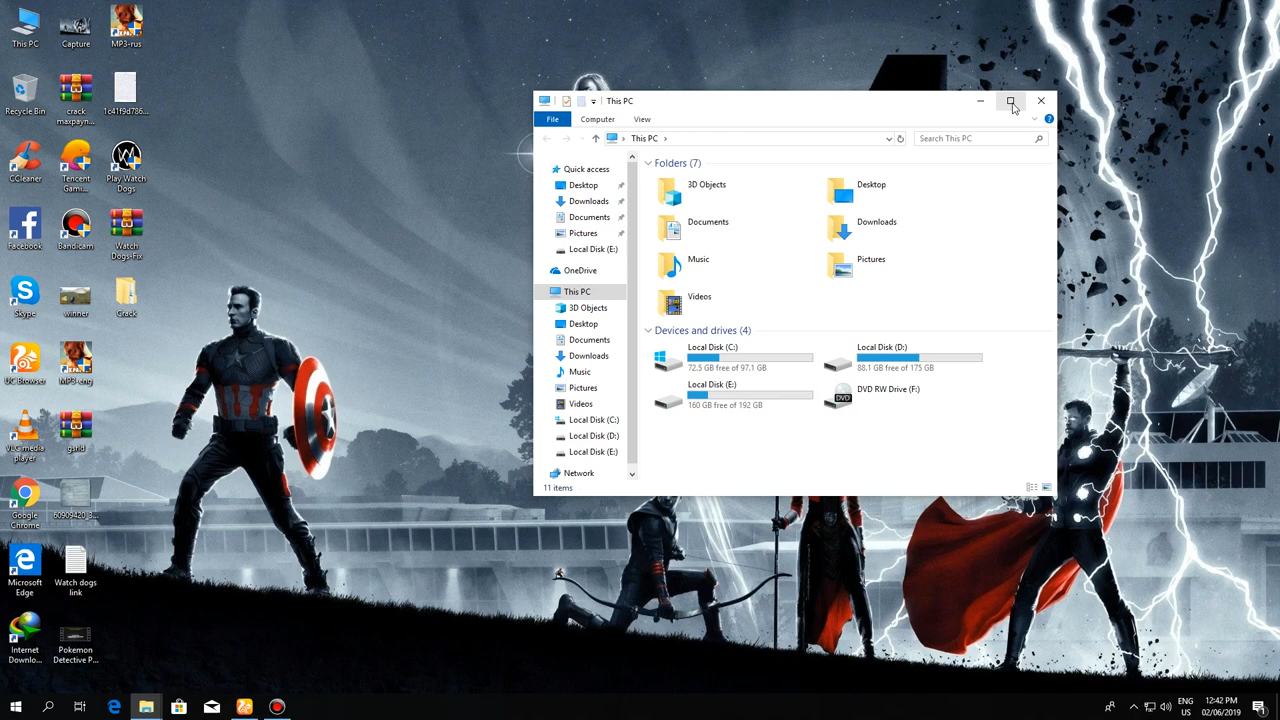 This PC
Capture
MP3-rus
Recycle Bin
crack
maxpayn...
1c41f9d786...
CCleaner
Tencent
Gami...
Play Watch
Dogs
Facebook
Bandicam
Watch
Dogs-Fix
Skype
winner
Crack
UC Browser
MP3-eng
VLC media
player
Google
Chrome
Microsoft
Edge
Watch dogs
link
Internet
Downlo...
Pokemon
Detective P...
This PC
File
Computer
View
This PC
Search This PC
Quick access
Desktop
Downloads
Documents
Pictures
Local Disk (E:)
OneDrive
This PC
3D Objects
Desktop
Documents
Downloads
Music
Pictures
Videos
Local Disk (C:)
Local Disk (D:)
Local Disk (E:)
Network
Folders (7)
3D Objects
Desktop
Documents
Downloads
Music
Pictures
Videos
Devices and drives (4)
Local Disk (C:)
72.5 GB free of 97.1 GB
Local Disk (D:)
88.1 GB free of 175 GB
Local Disk (E:)
160 GB free of 192 GB
DVD RW Drive (F:)
DVD
11 items
ENG
US
12:42 PM
02/06/2019
1